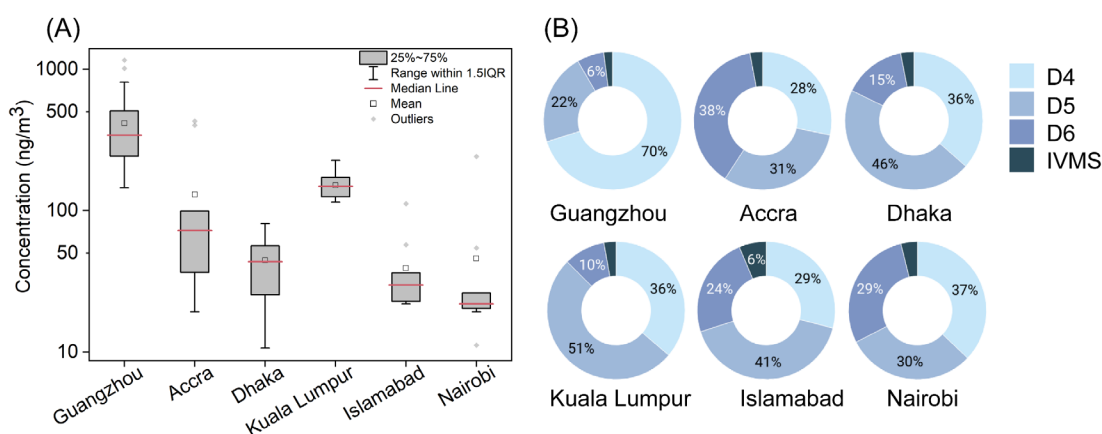 (A)
Concentration (ng/m³)
1000
500
100
50
10
25%~75%
Range within 1.5IQR
Median Line
Mean
Outliers
Guangzhou
Accra
Dhaka
Kuala Lumpur
Islamabad
Nairobi
(B)
6%
22%
70%
Guangzhou
28%
38%
31%
Accra
15%
36%
46%
Dhaka
D4
D5
D6
IVMS
10%
36%
51%
Kuala Lumpur
6%
29%
24%
41%
Islamabad
29%
37%
30%
Nairobi